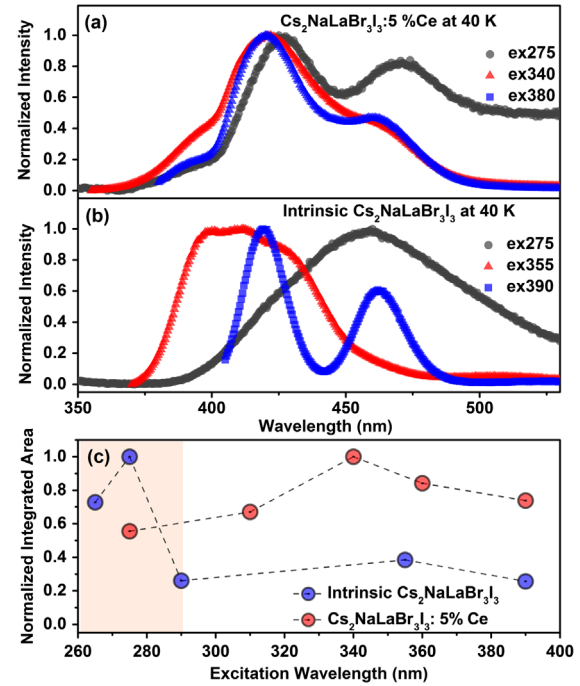 (a)
Cs₂NaLaBr₃I₃:5 %Ce at 40 K
ex275
ex340
ex380
Normalized Intensity
1.0
0.8
0.6
0.4
0.2
0.0
(b)
Intrinsic Cs₂NaLaBr₃I₃ at 40 K
ex275
ex355
ex390
Normalized Intensity
1.0
0.8
0.6
0.4
0.2
0.0
350 400 450 500
Wavelength (nm)
(c)
Normalized Integrated Area
1.0
0.8
0.6
0.4
0.2
0.0
Intrinsic Cs₂NaLaBr₃I₃
Cs₂NaLaBr₃I₃: 5% Ce
260 280 300 320 340 360 380 400
Excitation Wavelength (nm)